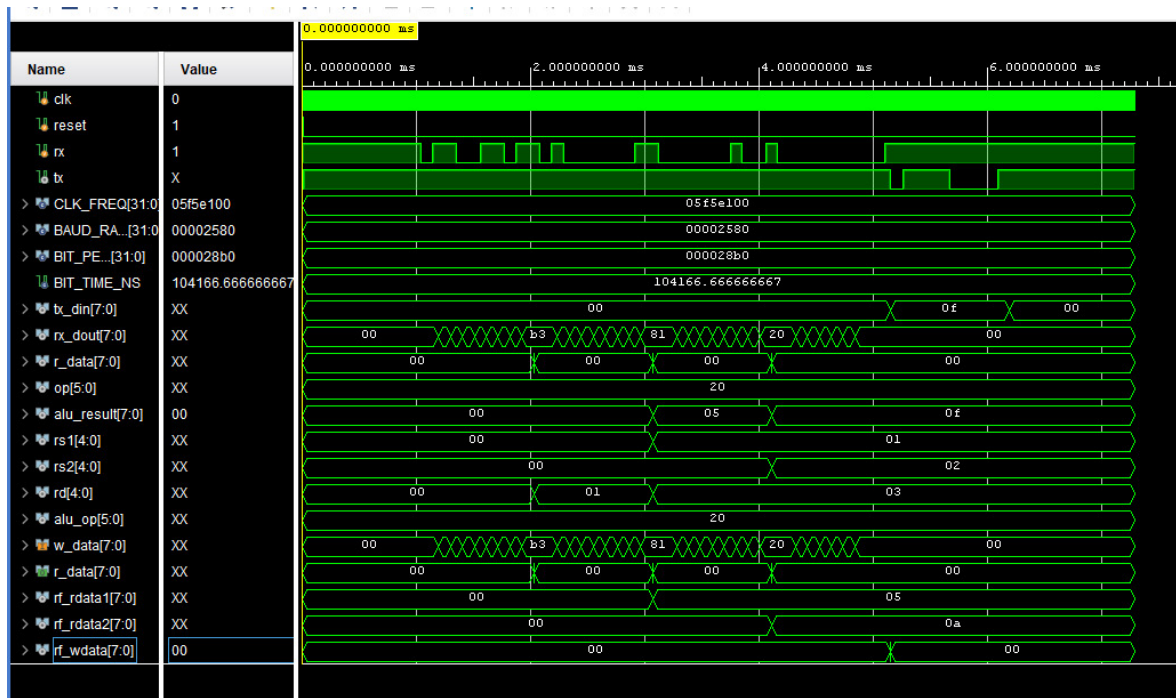 0.000000000 ms
Name Value 0.000000000 ms 2.000000000 ms 4.000000000 ms 6.000000000 ms
clk 0
reset 1
rx 1
tx X
CLK_FREQ[31:0] 05f5e100 05f5e100
BAUD_RA...[31:0 00002580 00002580
BIT_PE...[31:0] 000028b0 000028b0
BIT_TIME_NS 104166.666666667 104166.666666667
tx_din[7:0] XX 00 0f 00
rx_dout[7:0] XX 00 b3 81 20 00
r_data[7:0] XX 00 00 00 00
op[5:0] XX 20
alu_result[7:0] 00 00 05 0f
rs1[4:0] XX 00 01
rs2[4:0] XX 00 02
rd[4:0] XX 00 01 03
alu_op[5:0] XX 20
w_data[7:0] XX 00 b3 81 20 00
r_data[7:0] XX 00 00 00 00
rf_rdata1[7:0] XX 00 05
rf_rdata2[7:0] XX 00 0a
rf_wdata[7:0] 00 00 00